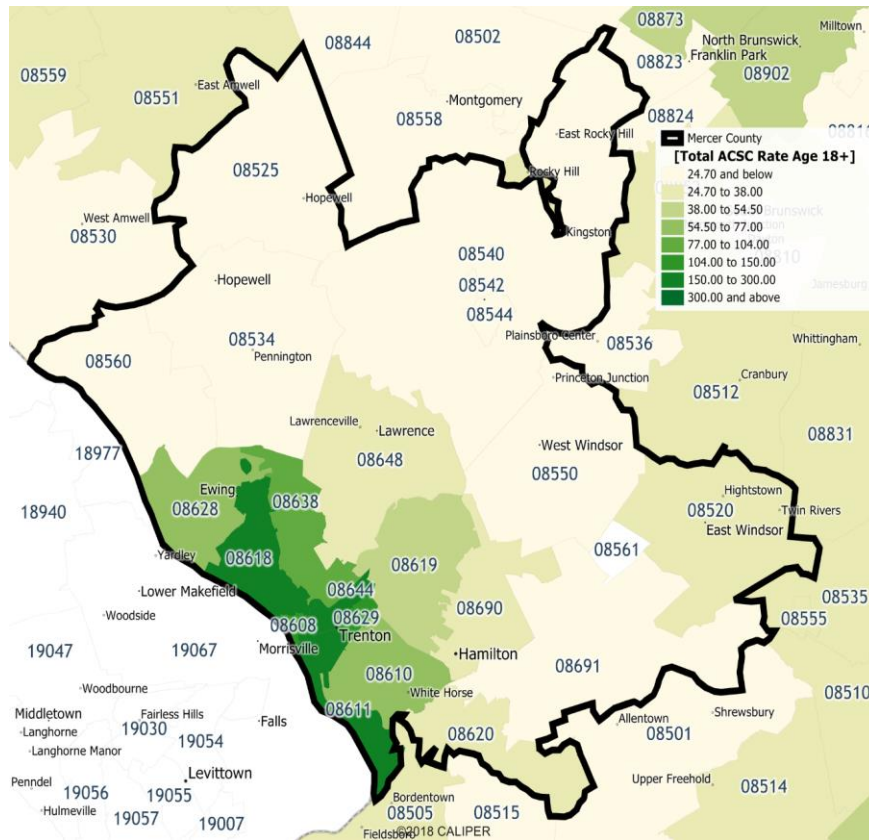 08873
08844
08502
Milltown
North Brunswick
08823
Franklin Park
08902
08559
08551
East Amwell
Montgomery
08558
08824
East Rocky Hill
Mercer County
[Total ACSC Rate Age 18+]
24.70 and below
24.70 to 38.00
38.00 to 54.50
54.50 to 77.00
77.00 to 104.00
104.00 to 150.00
150.00 to 300.00
300.00 and above
08525
Rocky Hill
Hopewell
West Amwell
08530
Kingston
08540
08810
Hopewell
08542
Jamesburg
08544
Plainsboro Center
08536
Whittingham
08534
Pennington
08560
Princeton Junction
Cranbury
08512
Lawrenceville
Lawrence
West Windsor
08831
18977
08648
08550
Ewing
08638
Hightstown
18940
08628
08520
Twin Rivers
East Windsor
08561
Yardley
08618
08619
Lower Makefield
08644
08535
08690
08555
Woodside
08608
08629
Trenton
19047
19067
Morrisville
Hamilton
08691
08610
08510
Woodbourne
White Horse
08611
Middletown
Fairless Hills
Falls
Shrewsbury
Langhorne
19030
Allentown
08501
19054
08620
Langhorne Manor
Penndel
Levittown
Upper Freehold
08514
19056
19055
Bordentown
Hulmeville
19057
19007
08505
08515
Fieldsboro
©2018 CALIPER